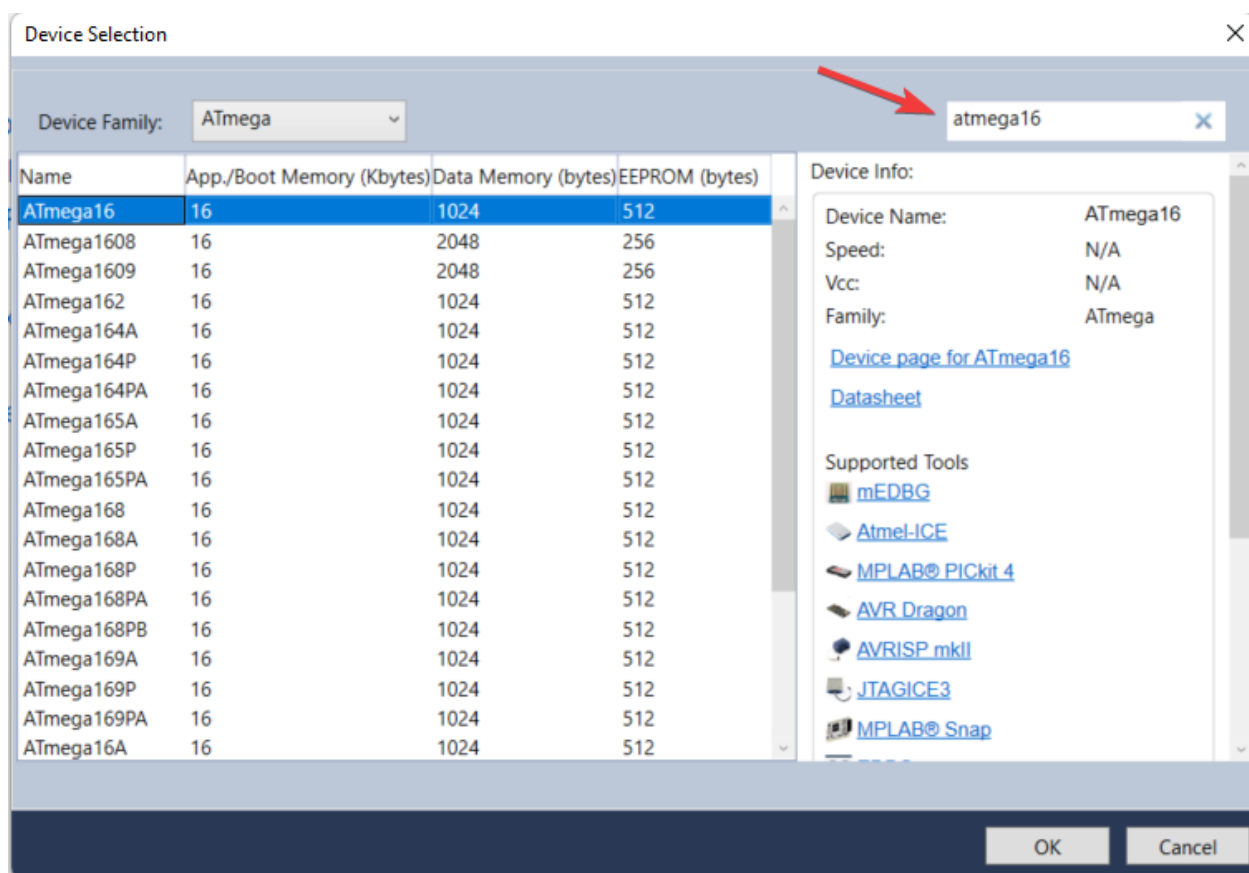 Device Selection
Device Family: ATmega atmega16
Name App./Boot Memory (Kbytes) Data Memory (bytes) EEPROM (bytes)
ATmega16 16 1024 512
ATmega1608 16 2048 256
ATmega1609 16 2048 256
ATmega162 16 1024 512
ATmega164A 16 1024 512
ATmega164P 16 1024 512
ATmega164PA 16 1024 512
ATmega165A 16 1024 512
ATmega165P 16 1024 512
ATmega165PA 16 1024 512
ATmega168 16 1024 512
ATmega168A 16 1024 512
ATmega168P 16 1024 512
ATmega168PA 16 1024 512
ATmega168PB 16 1024 512
ATmega169A 16 1024 512
ATmega169P 16 1024 512
ATmega169PA 16 1024 512
ATmega16A 16 1024 512
Device Info:
Device Name: ATmega16
Speed: N/A
Vcc: N/A
Family: ATmega
Device page for ATmega16
Datasheet
Supported Tools
mEDBG
Atmel-ICE
MPLAB® PICkit 4
AVR Dragon
AVRISP mkII
JTAGICE3
MPLAB® Snap
OK Cancel